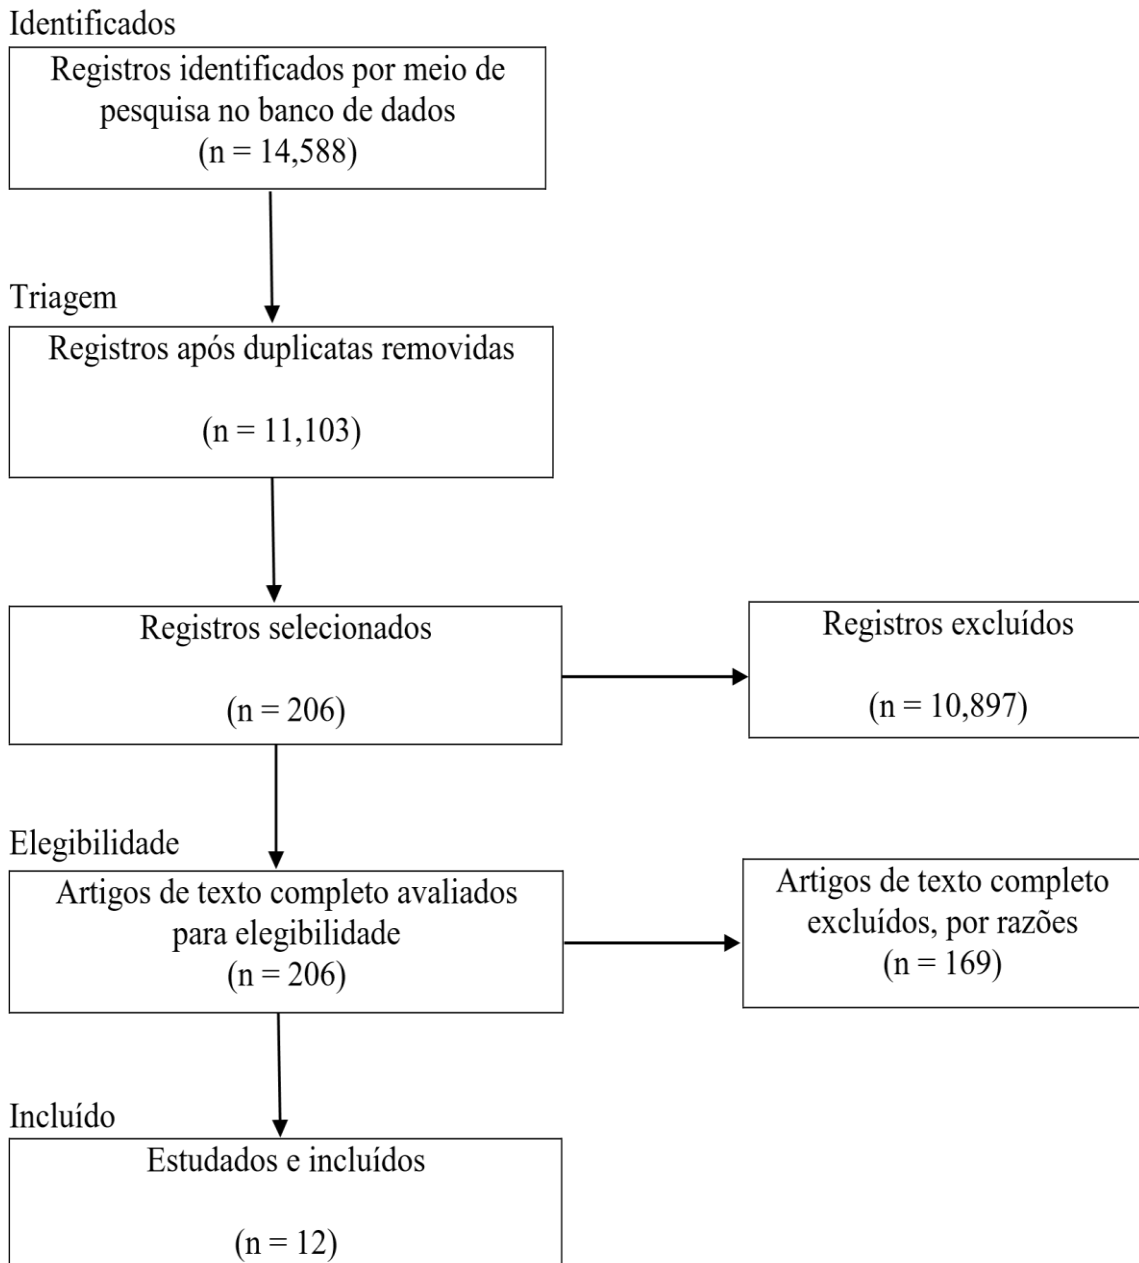 Identificados
Registros identificados por meio de
pesquisa no banco de dados
(n = 14,588)
Triagem
Registros após duplicatas removidas
(n = 11,103)
Registros selecionados
(n = 206)
Registros excluídos
(n = 10,897)
Elegibilidade
Artigos de texto completo avaliados
para elegibilidade
(n = 206)
Artigos de texto completo
excluídos, por razões
(n = 169)
Incluído
Estudados e incluídos
(n = 12)